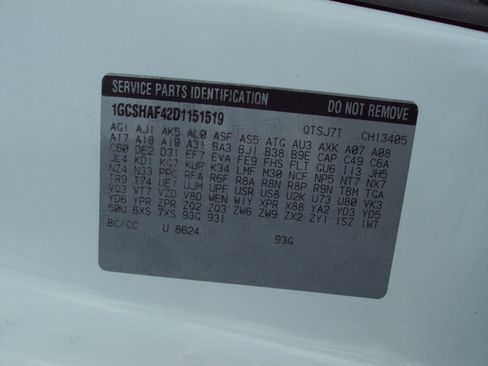 SERVICE PARTS IDENTIFICATION DO NOT REMOVE
1GCSHAF42D1151519 QTSJ7T CH13405
AG1 AJ1 AK5 AL0 ASF AS5 ATG AU3 AXK A07 A08
A17 A18 A19 A31 BA3 BJ1 B38 B9E CAP C49 C6A
C60 DE2 D31 EF7 EVA FE9 FHS FLT GU6 I13 JH5
JL4 KD1 KG7 KUP K34 LMF M30 NCF NP5 NT7 NX7
NZ4 N33 PRC RFA R6F R8A R8N R8P R9N TBM TGA
TR9 T74 UE1 UJM UPF USR US8 U2K U73 U80 VK3
VD3 VT7 VZD V8D WEN W1Y XPR X88 YA2 YD3 YD5
YD6 YPR ZPR ZQ2 ZQ3 ZW6 ZW9 ZX2 ZY1 1SZ 1WT
50U 6XS 7XS 93G 93I
BC/CC U 8624 93G